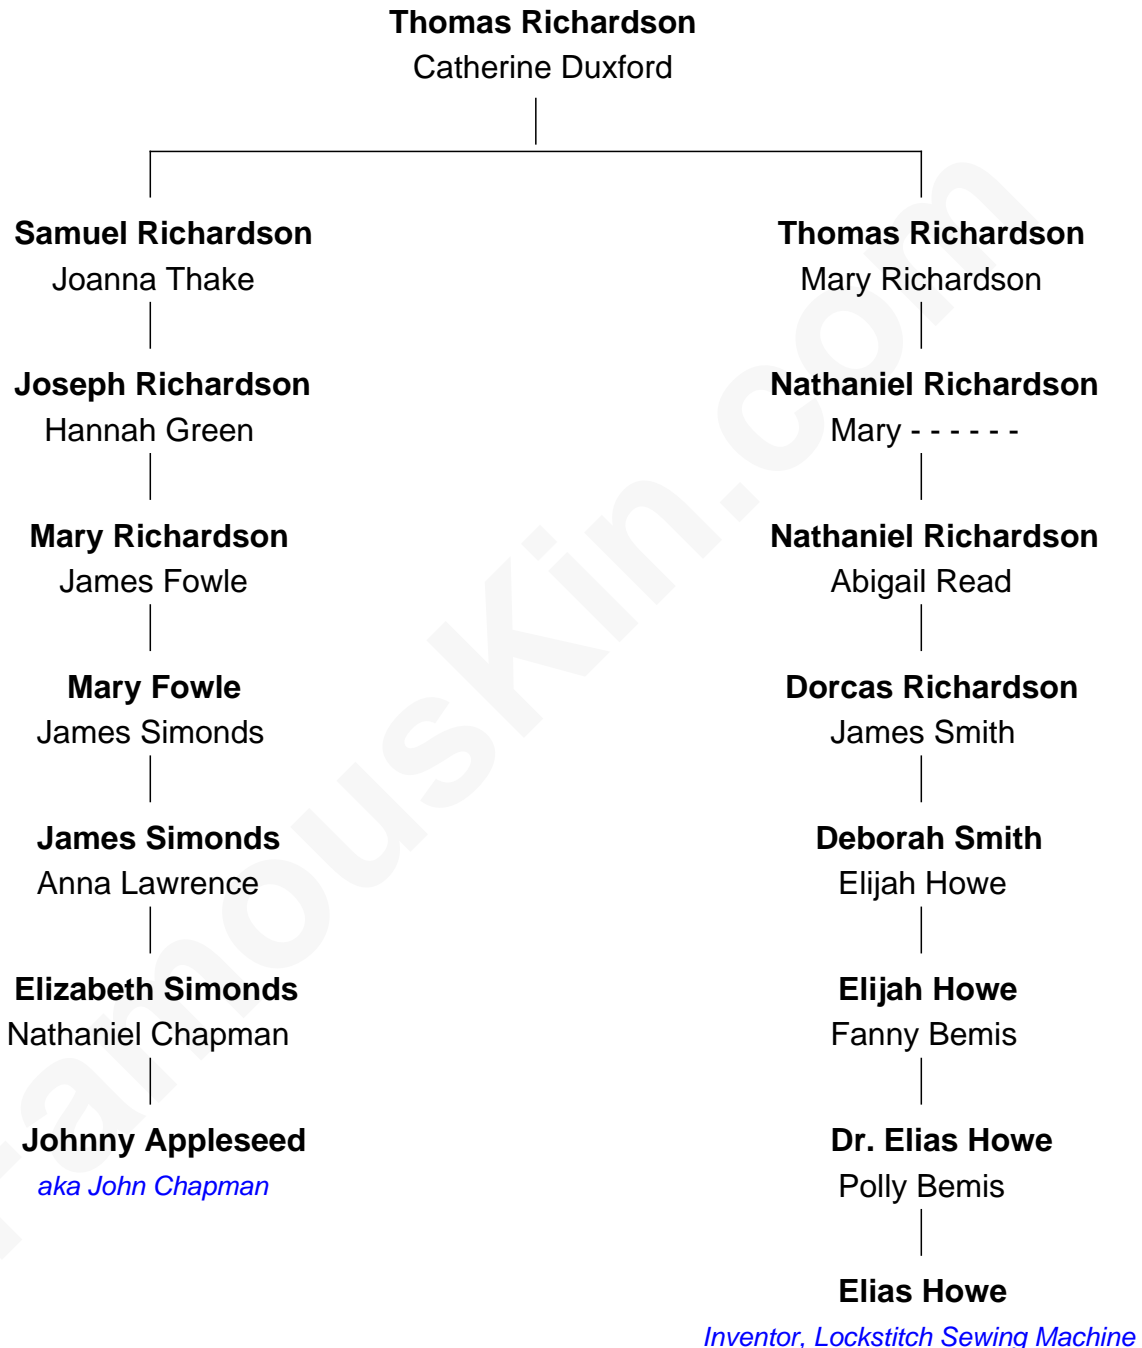 Thomas Richardson
Catherine Duxford
Samuel Richardson
Joanna Thake
Joseph Richardson
Hannah Green
Mary Richardson
James Fowle
Mary Fowle
James Simonds
James Simonds
Anna Lawrence
Elizabeth Simonds
Nathaniel Chapman
Johnny Appleseed
aka John Chapman
Thomas Richardson
Mary Richardson
Nathaniel Richardson
Mary - - - - - -
Nathaniel Richardson
Abigail Read
Dorcas Richardson
James Smith
Deborah Smith
Elijah Howe
Elijah Howe
Fanny Bemis
Dr. Elias Howe
Polly Bemis
Elias Howe
Inventor, Lockstitch Sewing Machine
FamousKin.com